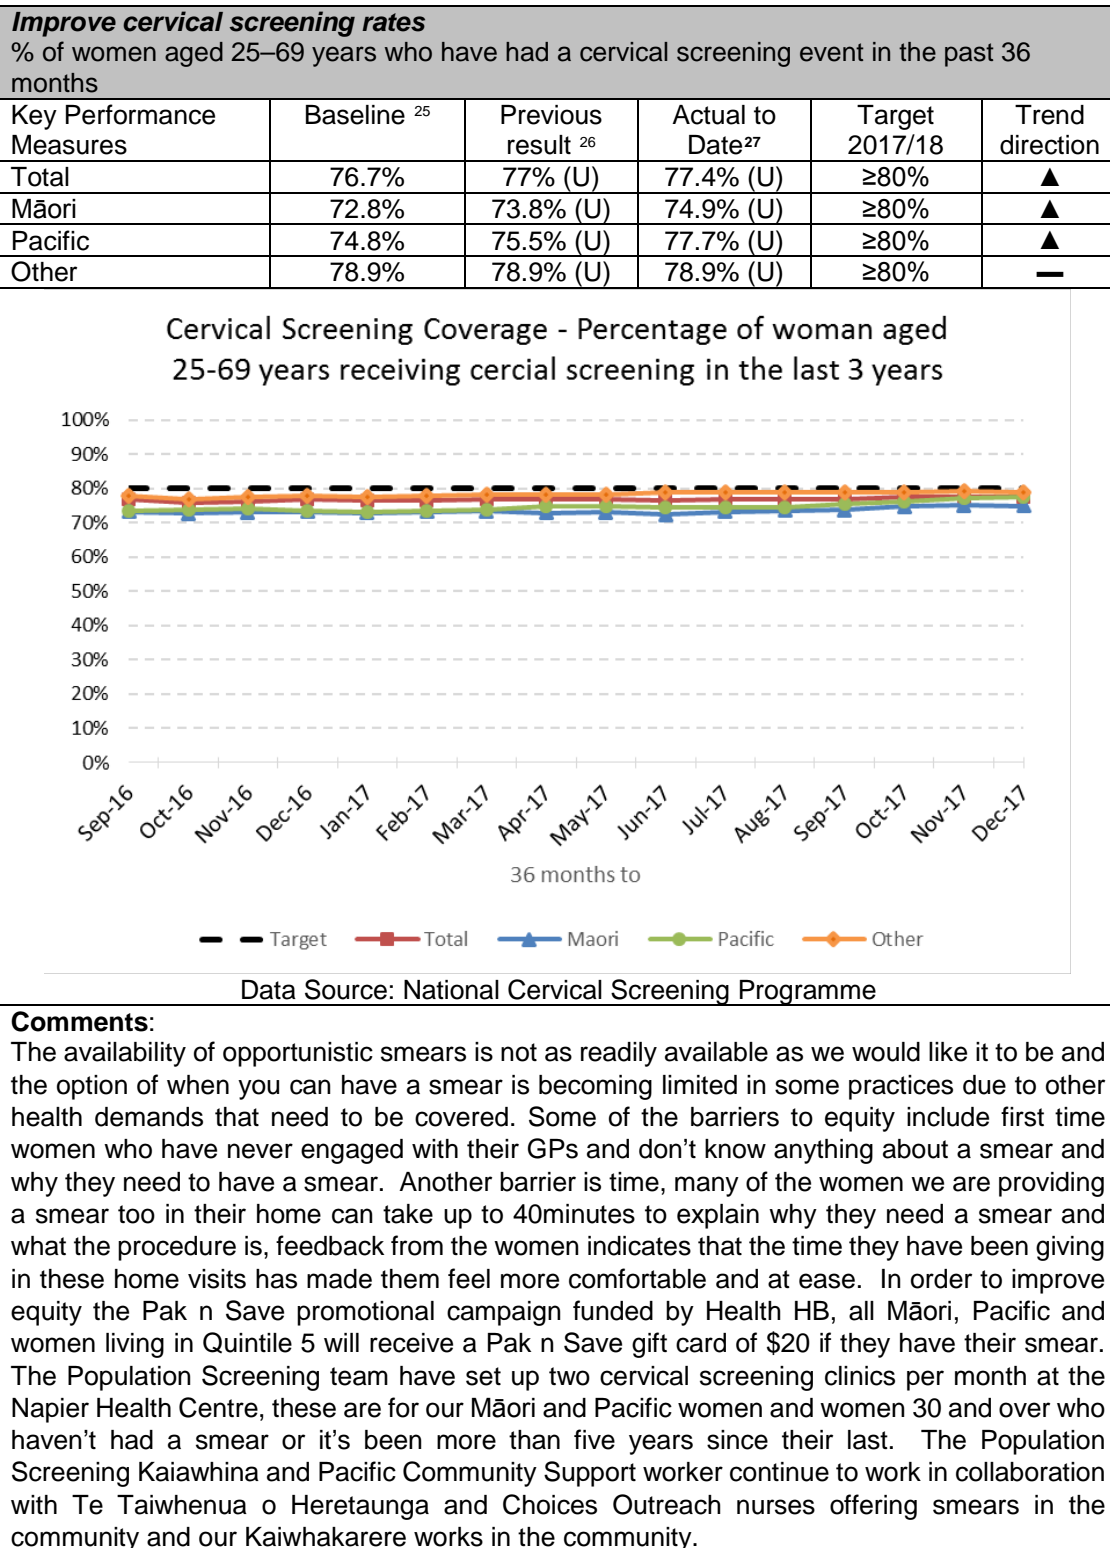 Improve cervical screening rates
% of women aged 25–69 years who have had a cervical screening event in the past 36
months
Key Performance Measures | Baseline 25 | Previous result 26 | Actual to Date27 | Target 2017/18 | Trend direction
Total | 76.7% | 77% (U) | 77.4% (U) | ≥80% | ▲
Māori | 72.8% | 73.8% (U) | 74.9% (U) | ≥80% | ▲
Pacific | 74.8% | 75.5% (U) | 77.7% (U) | ≥80% | ▲
Other | 78.9% | 78.9% (U) | 78.9% (U) | ≥80% | —
Cervical Screening Coverage - Percentage of woman aged
25-69 years receiving cercial screening in the last 3 years
100%
90%
80%
70%
60%
50%
40%
30%
20%
10%
0%
Sep-16 Oct-16 Nov-16 Dec-16 Jan-17 Feb-17 Mar-17 Apr-17 May-17 Jun-17 Jul-17 Aug-17 Sep-17 Oct-17 Nov-17 Dec-17
36 months to
Target Total Maori Pacific Other
Data Source: National Cervical Screening Programme
Comments:
The availability of opportunistic smears is not as readily available as we would like it to be and
the option of when you can have a smear is becoming limited in some practices due to other
health demands that need to be covered. Some of the barriers to equity include first time
women who have never engaged with their GPs and don’t know anything about a smear and
why they need to have a smear. Another barrier is time, many of the women we are providing
a smear too in their home can take up to 40minutes to explain why they need a smear and
what the procedure is, feedback from the women indicates that the time they have been giving
in these home visits has made them feel more comfortable and at ease. In order to improve
equity the Pak n Save promotional campaign funded by Health HB, all Māori, Pacific and
women living in Quintile 5 will receive a Pak n Save gift card of $20 if they have their smear.
The Population Screening team have set up two cervical screening clinics per month at the
Napier Health Centre, these are for our Māori and Pacific women and women 30 and over who
haven’t had a smear or it’s been more than five years since their last. The Population
Screening Kaiawhina and Pacific Community Support worker continue to work in collaboration
with Te Taiwhenua o Heretaunga and Choices Outreach nurses offering smears in the
community and our Kaiwhakarere works in the community.